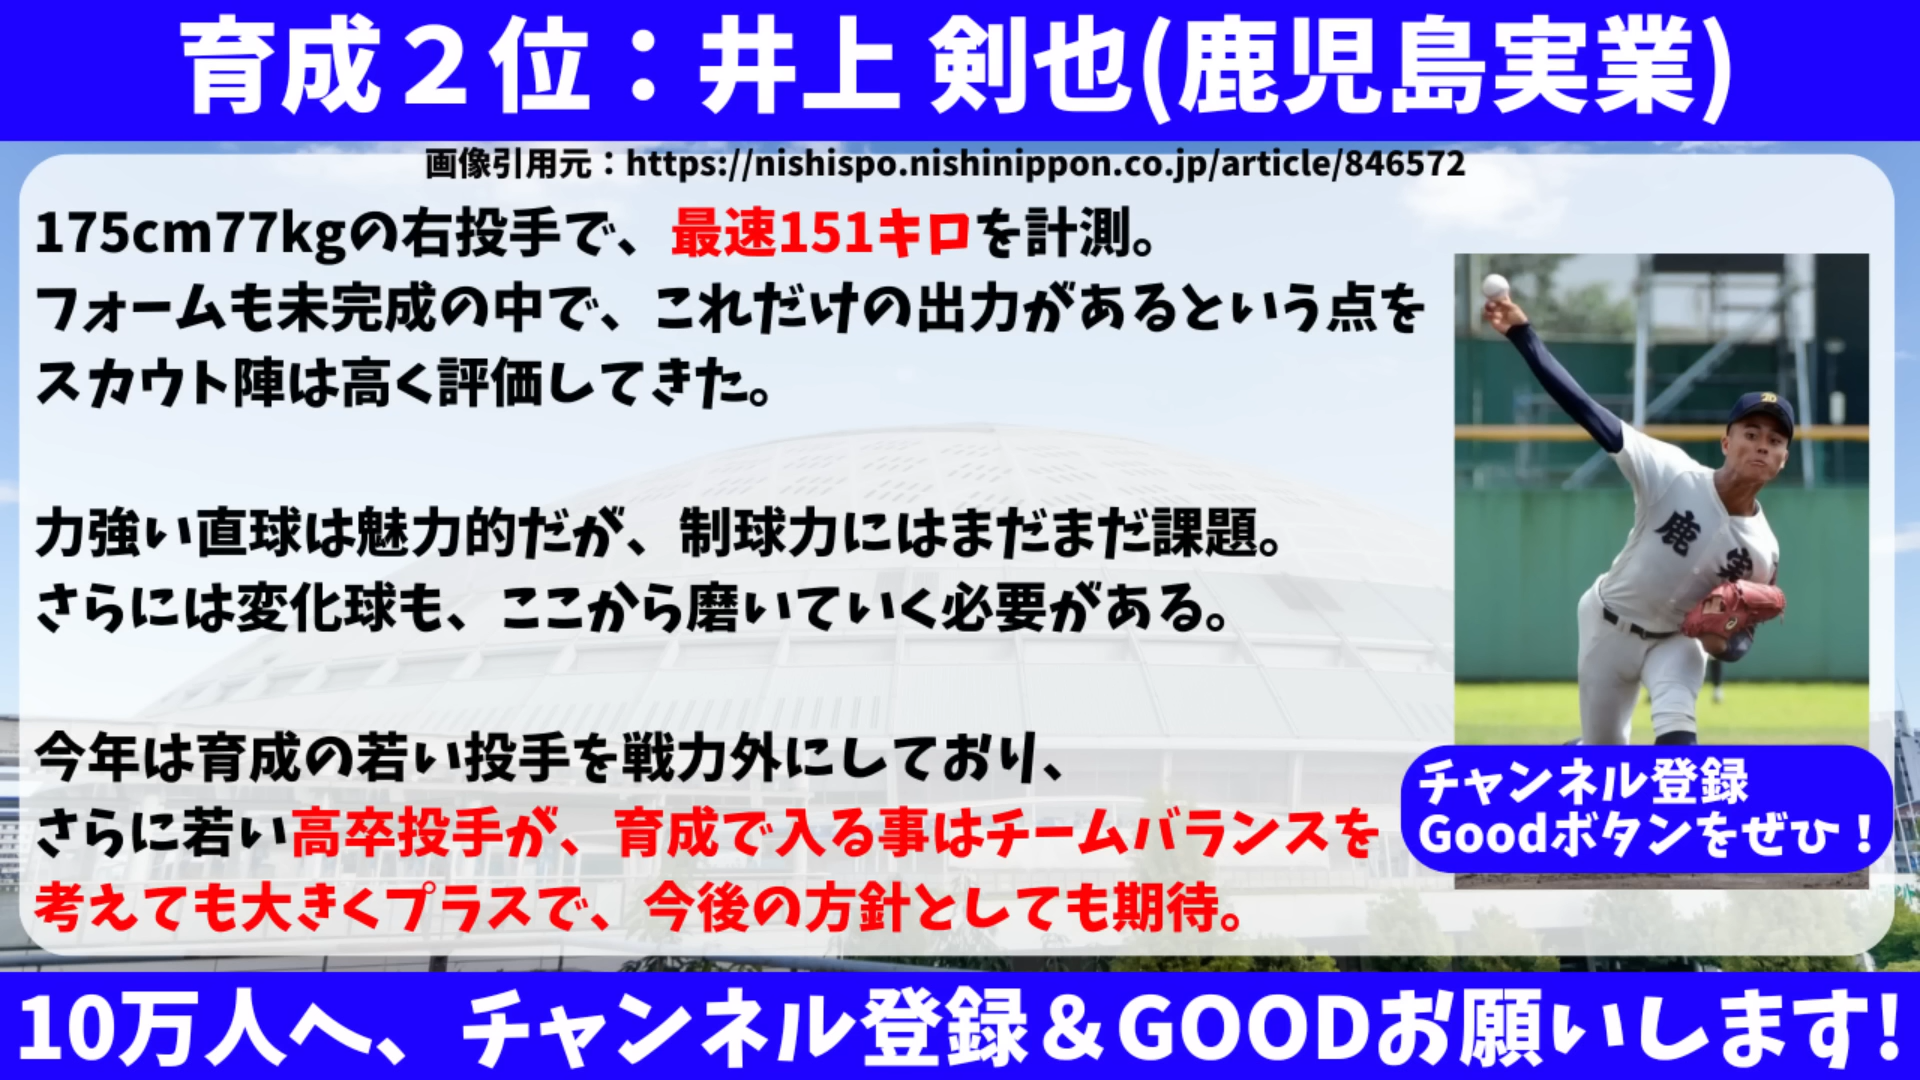 育成２位：井上 剣也(鹿児島実業)
画像引用元：https://nishispo.nishinippon.co.jp/article/846572
175cm77kgの右投手で、最速151キロを計測。
フォームも未完成の中で、これだけの出力があるという点を
スカウト陣は高く評価してきた。
力強い直球は魅力的だが、制球力にはまだまだ課題。
さらには変化球も、ここから磨いていく必要がある。
今年は育成の若い投手を戦力外にしており、
さらに若い高卒投手が、育成で入る事はチームバランスを
考えても大きくプラスで、今後の方針としても期待。
鹿実
チャンネル登録
Goodボタンをぜひ！
10万人へ、チャンネル登録＆GOODお願いします!